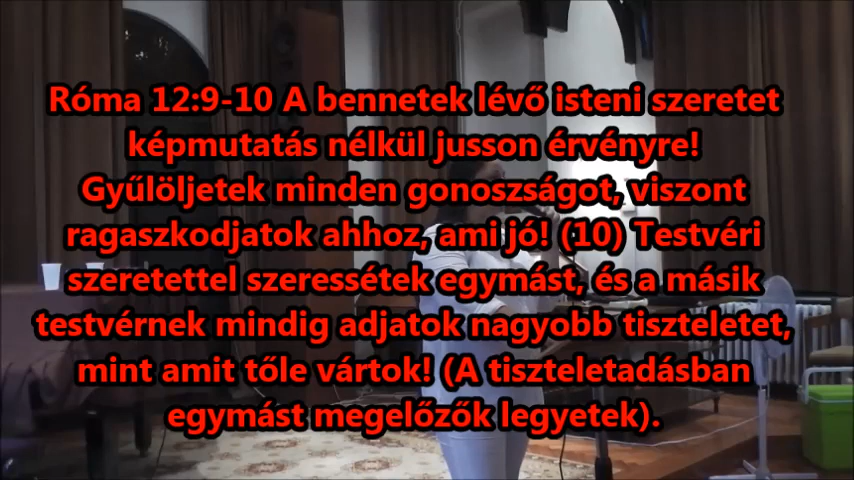 Róma 12:9-10 A bennetek lévő isteni szeretet
képmutatás nélkül jusson érvényre!
Gyűlöljetek minden gonoszságot, viszont
ragaszkodjatok ahhoz, ami jó! (10) Testvéri
szeretettel szeressétek egymást, és a másik
testvérnek mindig adjatok nagyobb tiszteletet,
mint amit tőle vártok! (A tiszteletadásban
egymást megelőzők legyetek).